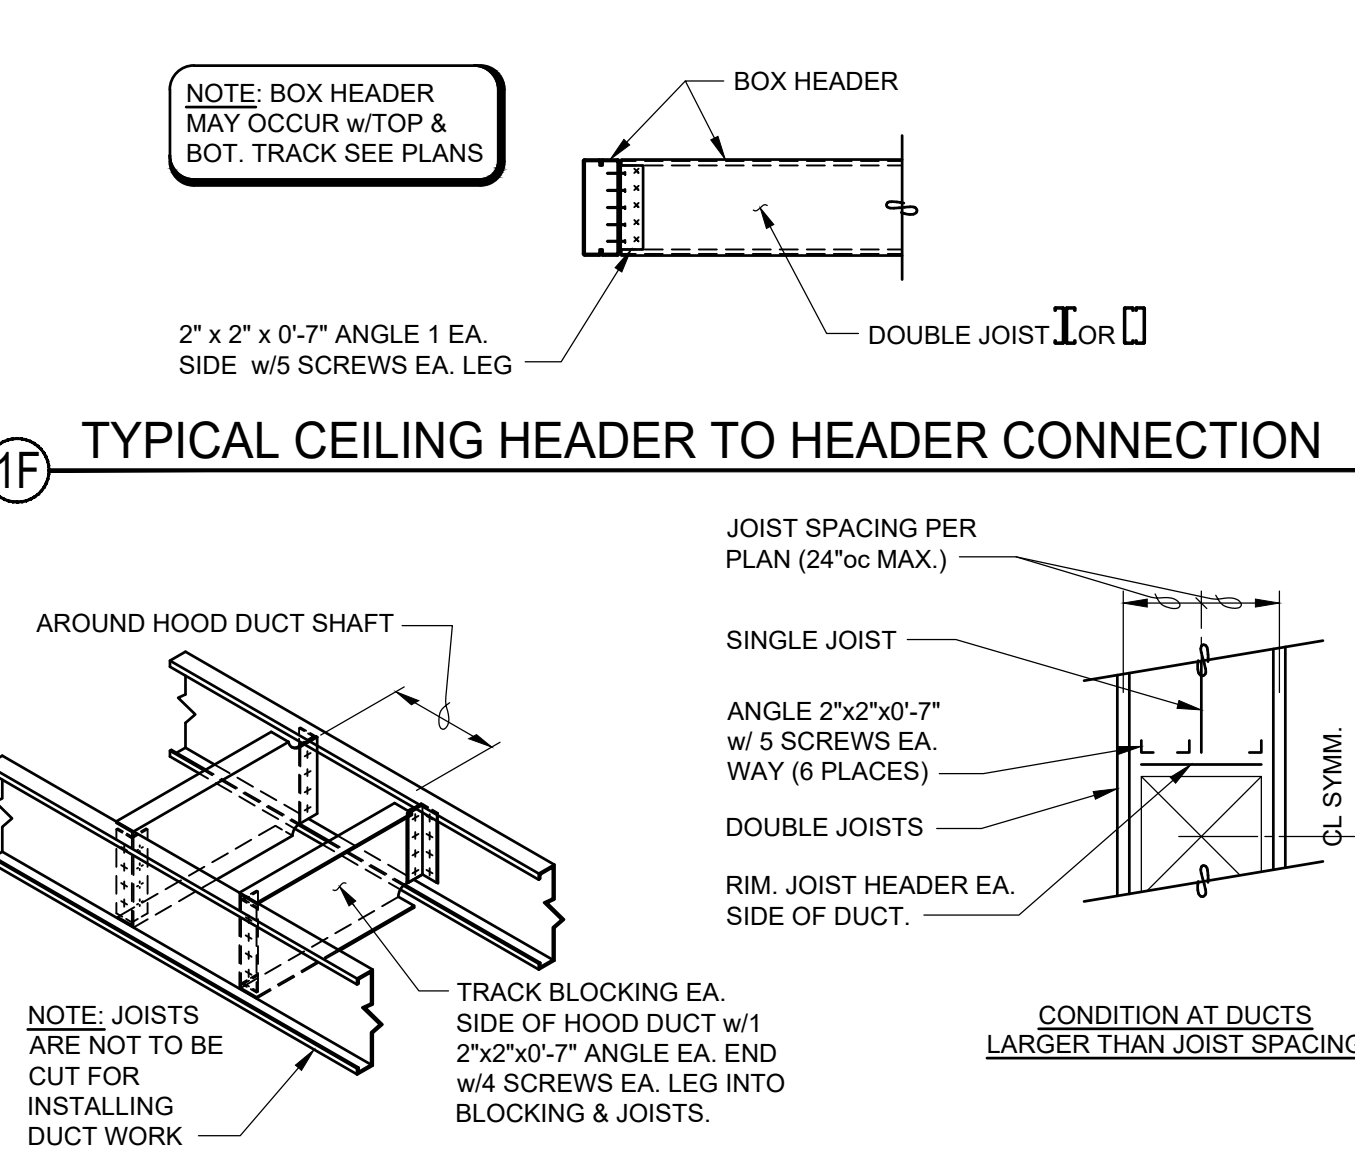 NOTE: BOX HEADER
MAY OCCUR w/TOP &
BOT. TRACK SEE PLANS
BOX HEADER
2" x 2" x 0'-7" ANGLE 1 EA.
SIDE w/5 SCREWS EA. LEG
DOUBLE JOIST OR
1F
TYPICAL CEILING HEADER TO HEADER CONNECTION
AROUND HOOD DUCT SHAFT
NOTE: JOISTS
ARE NOT TO BE
CUT FOR
INSTALLING
DUCT WORK
TRACK BLOCKING EA.
SIDE OF HOOD DUCT w/1
2"x2"x0'-7" ANGLE EA. END
w/4 SCREWS EA. LEG INTO
BLOCKING & JOISTS.
JOIST SPACING PER
PLAN (24"oc MAX.)
SINGLE JOIST
ANGLE 2"x2"x0'-7"
w/ 5 SCREWS EA.
WAY (6 PLACES)
DOUBLE JOISTS
RIM. JOIST HEADER EA.
SIDE OF DUCT.
CL SYMM.
CONDITION AT DUCTS
LARGER THAN JOIST SPACING